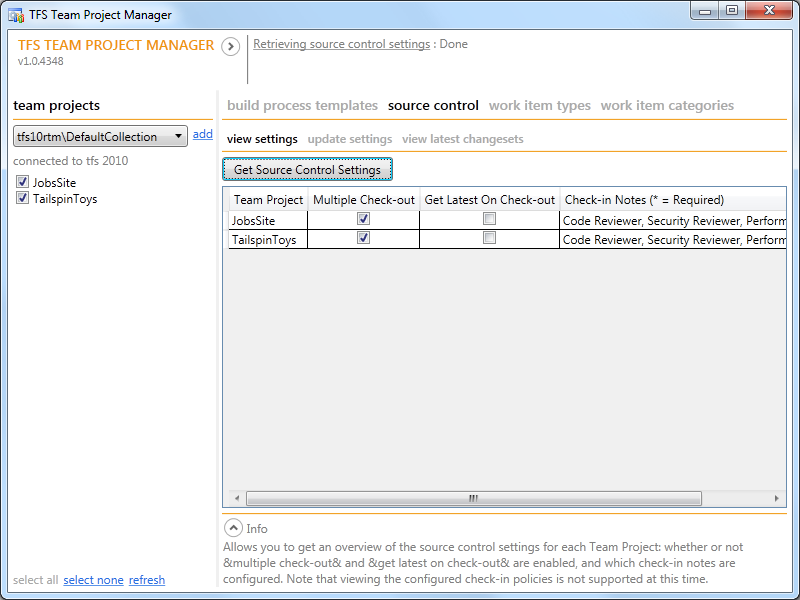 TFS Team Project Manager
TFS TEAM PROJECT MANAGER
v1.0.4348
Retrieving source control settings : Done
team projects
tfs10rtm\DefaultCollection add
connected to tfs 2010
JobsSite
TailspinToys
select all select none refresh
build process templates source control work item types work item categories
view settings update settings view latest changesets
Get Source Control Settings
Team Project Multiple Check-out Get Latest On Check-out Check-in Notes (* = Required)
JobsSite Code Reviewer, Security Reviewer, Perform
TailspinToys Code Reviewer, Security Reviewer, Perform
Info
Allows you to get an overview of the source control settings for each Team Project: whether or not
&multiple check-out& and &get latest on check-out& are enabled, and which check-in notes are
configured. Note that viewing the configured check-in policies is not supported at this time.